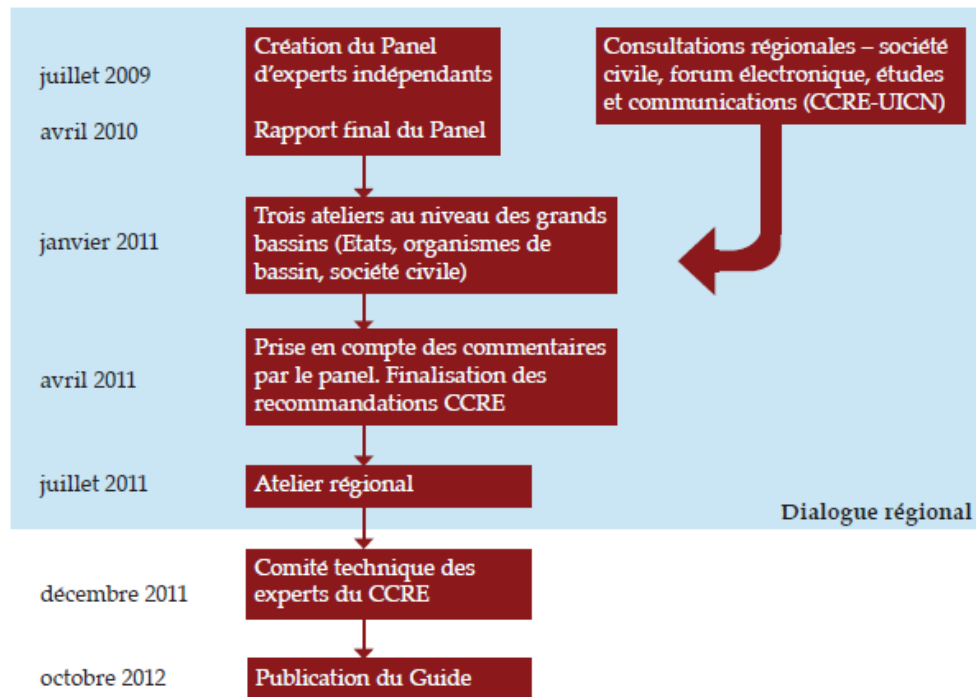 juillet 2009
Création du Panel
d'experts indépendants
avril 2010
Rapport final du Panel
Consultations régionales – société
civile, forum électronique, études
et communications (CCRE-UICN)
janvier 2011
Trois ateliers au niveau des grands
bassins (Etats, organismes de
bassin, société civile)
avril 2011
Prise en compte des commentaires
par le panel. Finalisation des
recommandations CCRE
juillet 2011
Atelier régional
Dialogue régional
décembre 2011
Comité technique des
experts du CCRE
octobre 2012
Publication du Guide